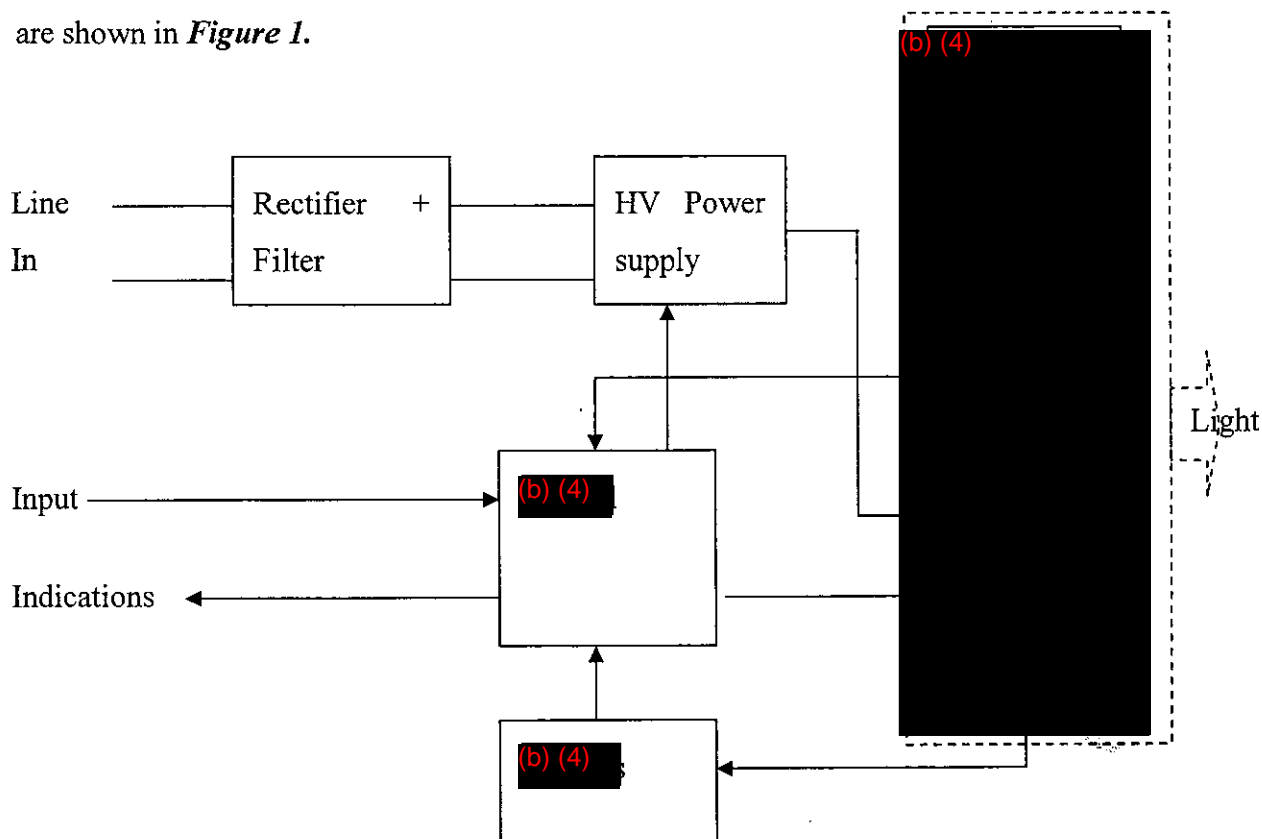 are shown in Figure 1.
(b) (4)
Line
In
Rectifier +
Filter
HV Power
supply
Light
Input
(b) (4)
Indications
(b) (4) s